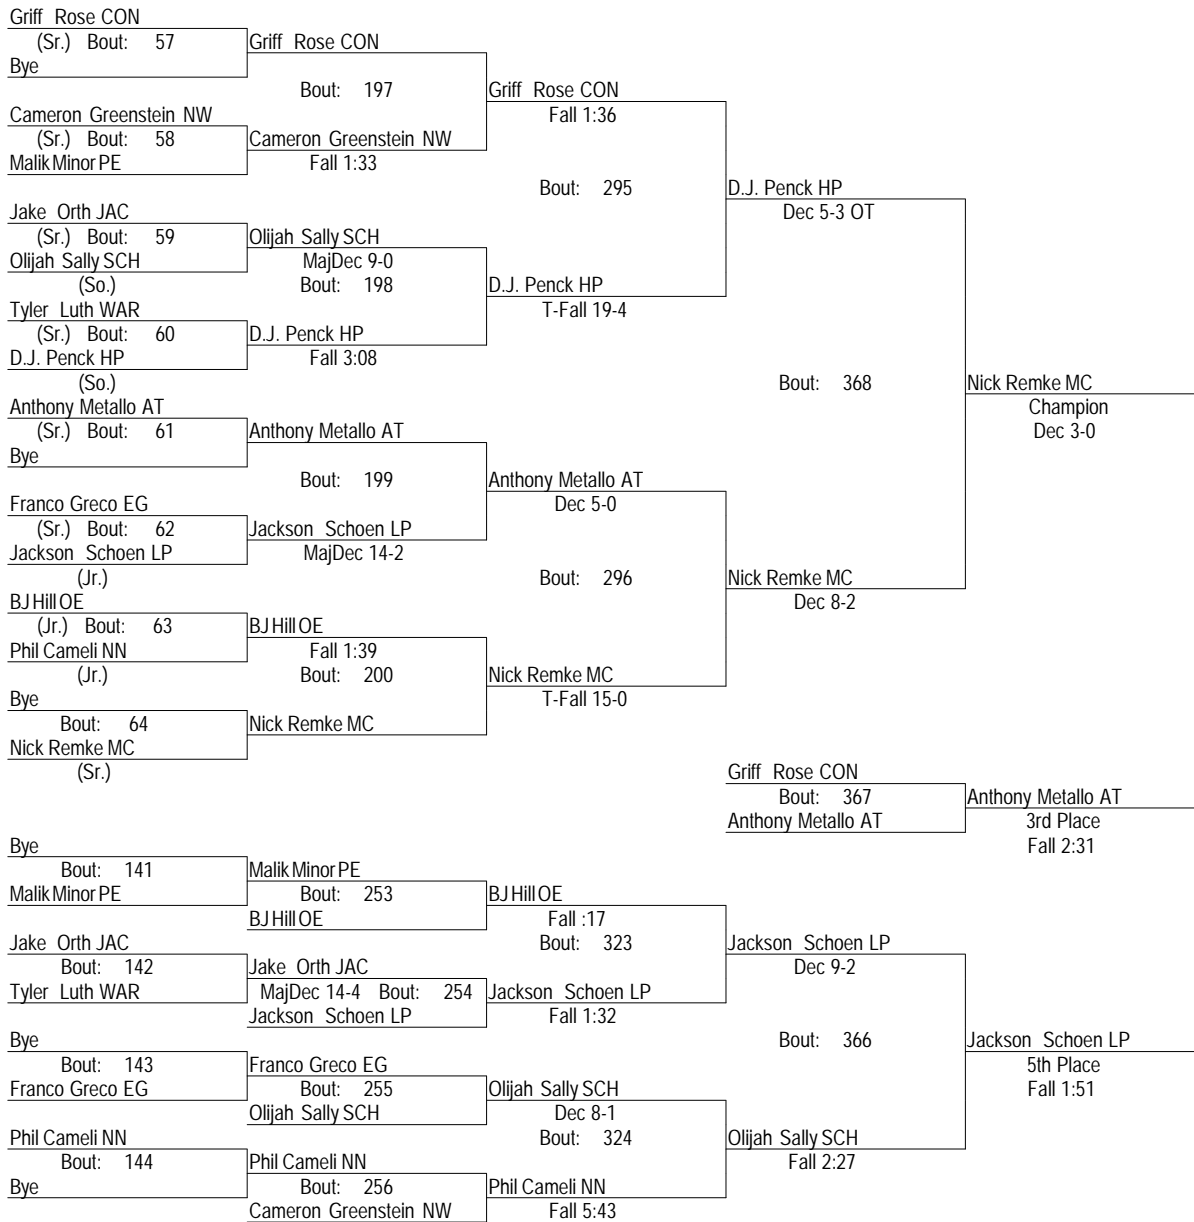 Griff Rose CON
(Sr.) Bout: 57
Bye
Griff Rose CON
Bout: 197
Cameron Greenstein NW
(Sr.) Bout: 58
Malik Minor PE
Cameron Greenstein NW
Fall 1:33
Griff Rose CON
Fall 1:36
Bout: 295
Jake Orth JAC
(Sr.) Bout: 59
Olijah Sally SCH
(So.)
Olijah Sally SCH
MajDec 9-0
Bout: 198
Tyler Luth WAR
(Sr.) Bout: 60
D.J. Penck HP
(So.)
D.J. Penck HP
Fall 3:08
D.J. Penck HP
T-Fall 19-4
D.J. Penck HP
Dec 5-3 OT
Bout: 368
Anthony Metallo AT
(Sr.) Bout: 61
Bye
Anthony Metallo AT
Bout: 199
Franco Greco EG
(Sr.) Bout: 62
Jackson Schoen LP
(Jr.)
Jackson Schoen LP
MajDec 14-2
Anthony Metallo AT
Dec 5-0
Bout: 296
BJ Hill OE
(Jr.) Bout: 63
Phil Cameli NN
(Jr.)
BJ Hill OE
Fall 1:39
Bout: 200
Bye
Bout: 64
Nick Remke MC
(Sr.)
Nick Remke MC
Nick Remke MC
T-Fall 15-0
Nick Remke MC
Dec 8-2
Nick Remke MC
Champion
Dec 3-0
Griff Rose CON
Bout: 367
Anthony Metallo AT
Anthony Metallo AT
3rd Place
Fall 2:31
Bye
Bout: 141
Malik Minor PE
Malik Minor PE
Bout: 253
BJ Hill OE
BJ Hill OE
Fall :17
Bout: 323
Jake Orth JAC
Bout: 142
Tyler Luth WAR
Jake Orth JAC
MajDec 14-4 Bout: 254
Jackson Schoen LP
Jackson Schoen LP
Fall 1:32
Jackson Schoen LP
Dec 9-2
Bout: 366
Bye
Bout: 143
Franco Greco EG
Franco Greco EG
Bout: 255
Olijah Sally SCH
Olijah Sally SCH
Dec 8-1
Bout: 324
Phil Cameli NN
Bout: 144
Bye
Phil Cameli NN
Bout: 256
Cameron Greenstein NW
Phil Cameli NN
Fall 5:43
Olijah Sally SCH
Fall 2:27
Jackson Schoen LP
5th Place
Fall 1:51